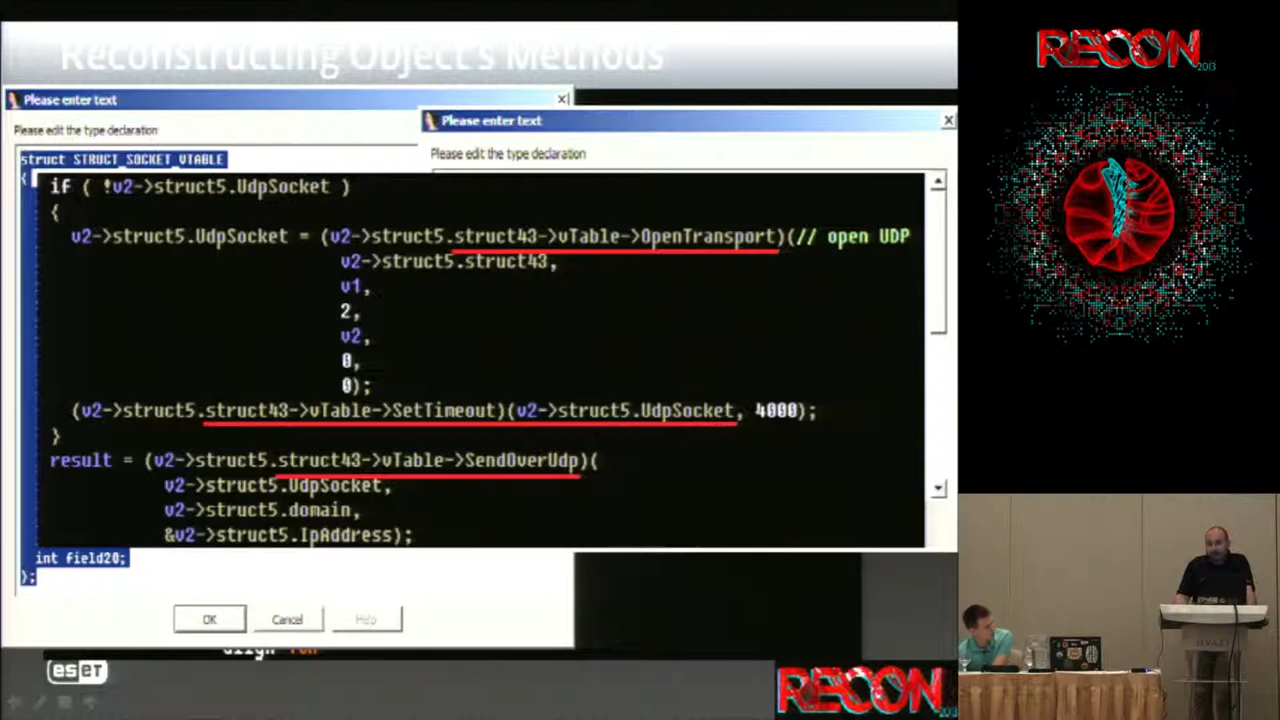 Reconstructing Object's Methods
Please enter text
Please edit the type declaration
struct STRUCT_SOCKET_VTABLE
{
Please enter text
Please edit the type declaration
if ( !v2->struct5.UdpSocket )
{
v2->struct5.UdpSocket = (v2->struct5.struct43->vTable->OpenTransport)(// open UDP
v2->struct5.struct43,
v1,
2,
v2,
0,
0);
(v2->struct5.struct43->vTable->SetTimeout)(v2->struct5.UdpSocket, 4000);
}
result = (v2->struct5.struct43->vTable->SendOverUdp)(
v2->struct5.UdpSocket,
v2->struct5.domain,
&v2->struct5.IpAddress);
int field20;
};
OK Cancel Help
eset
RECON
2013
RECON
2013
HYATT